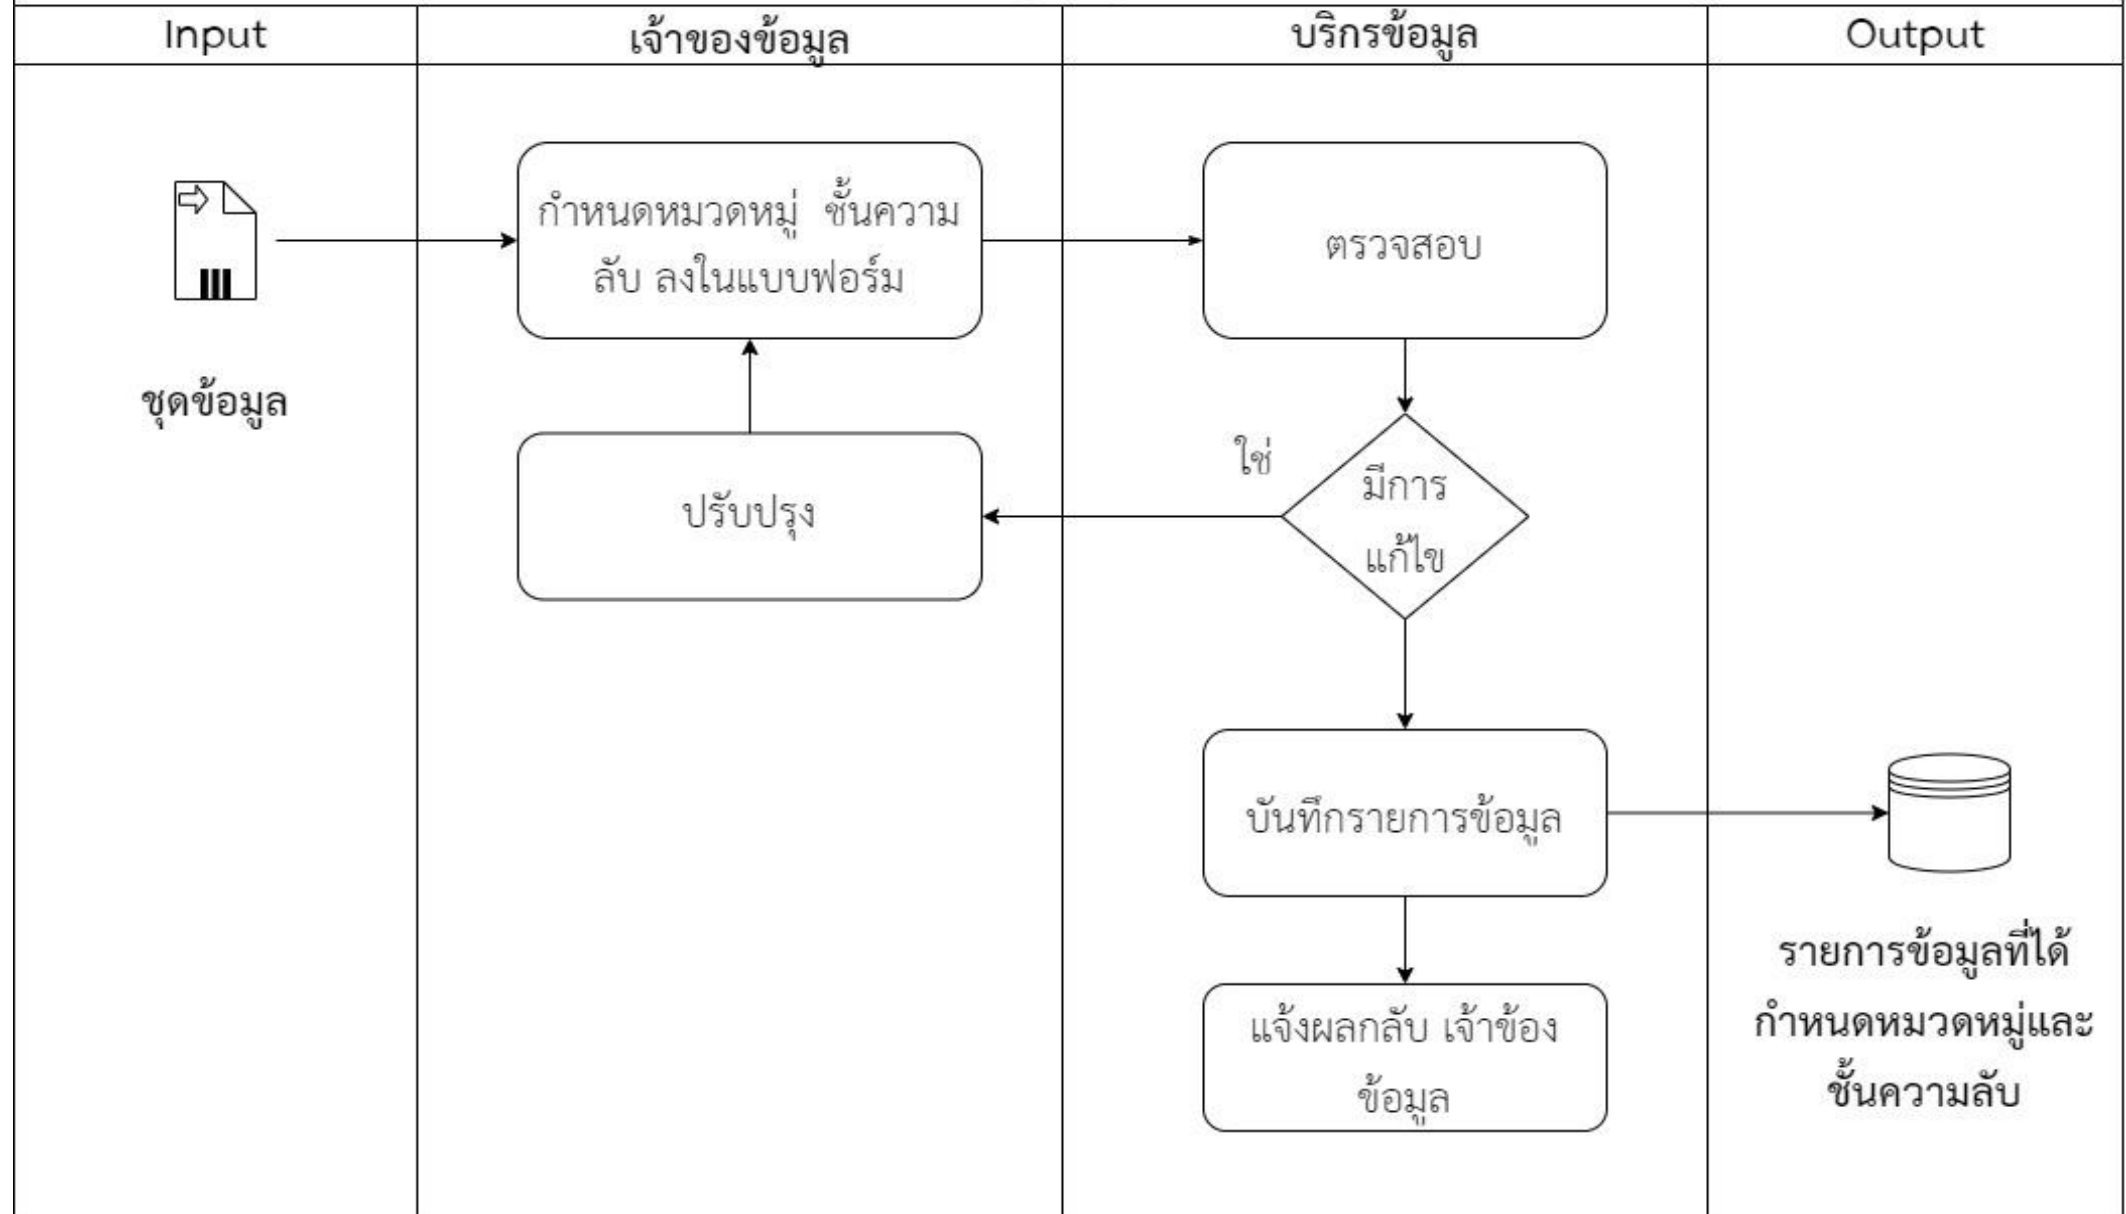 Input
เจ้าของข้อมูล
บริกรข้อมูล
Output
กำหนดหมวดหมู่ ชั้นความ
ลับ ลงในแบบฟอร์ม
ตรวจสอบ
ชุดข้อมูล
ใช่
มีการ
แก้ไข
ปรับปรุง
บันทึกรายการข้อมูล
รายการข้อมูลที่ได้
กำหนดหมวดหมู่และ
ชั้นความลับ
แจ้งผลกลับ เจ้าข้อง
ข้อมูล